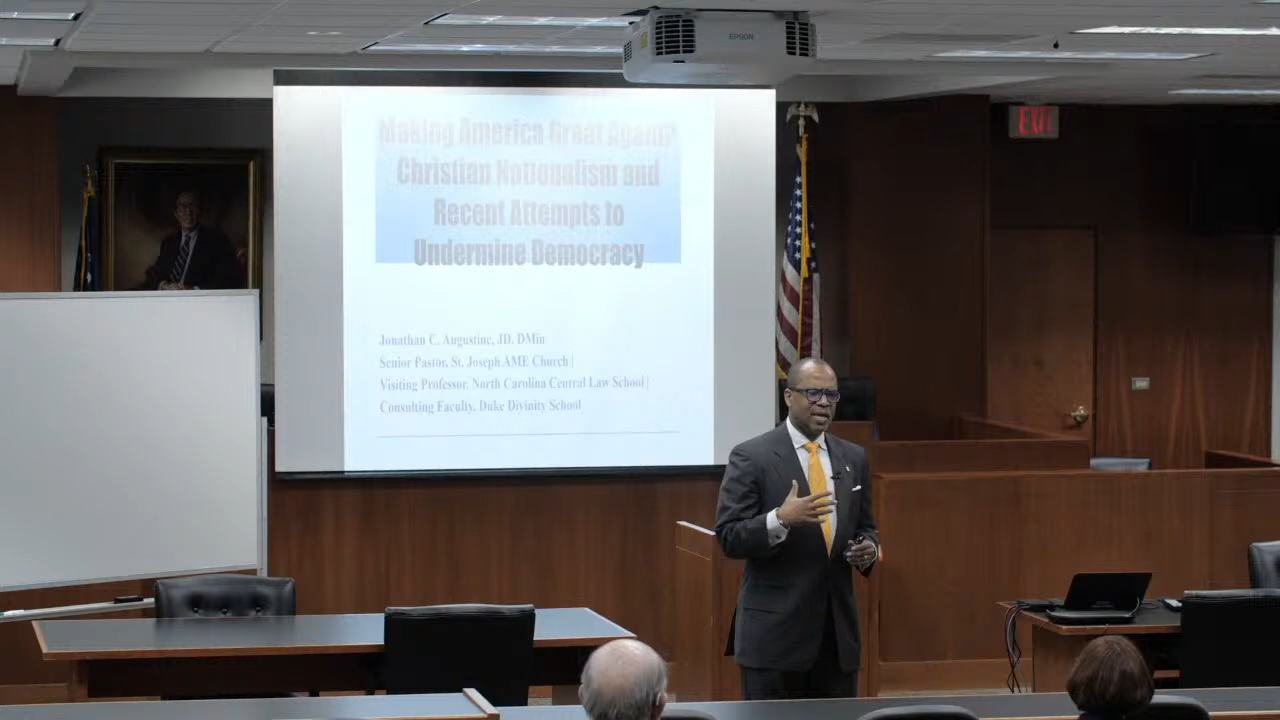 EPSON
EXIT
Making America Great Again?
Christian Nationalism and
Recent Attempts to
Undermine Democracy
Jonathan C. Augustine, JD, DMin
Senior Pastor, St. Joseph AME Church |
Visiting Professor, North Carolina Central Law School |
Consulting Faculty, Duke Divinity School